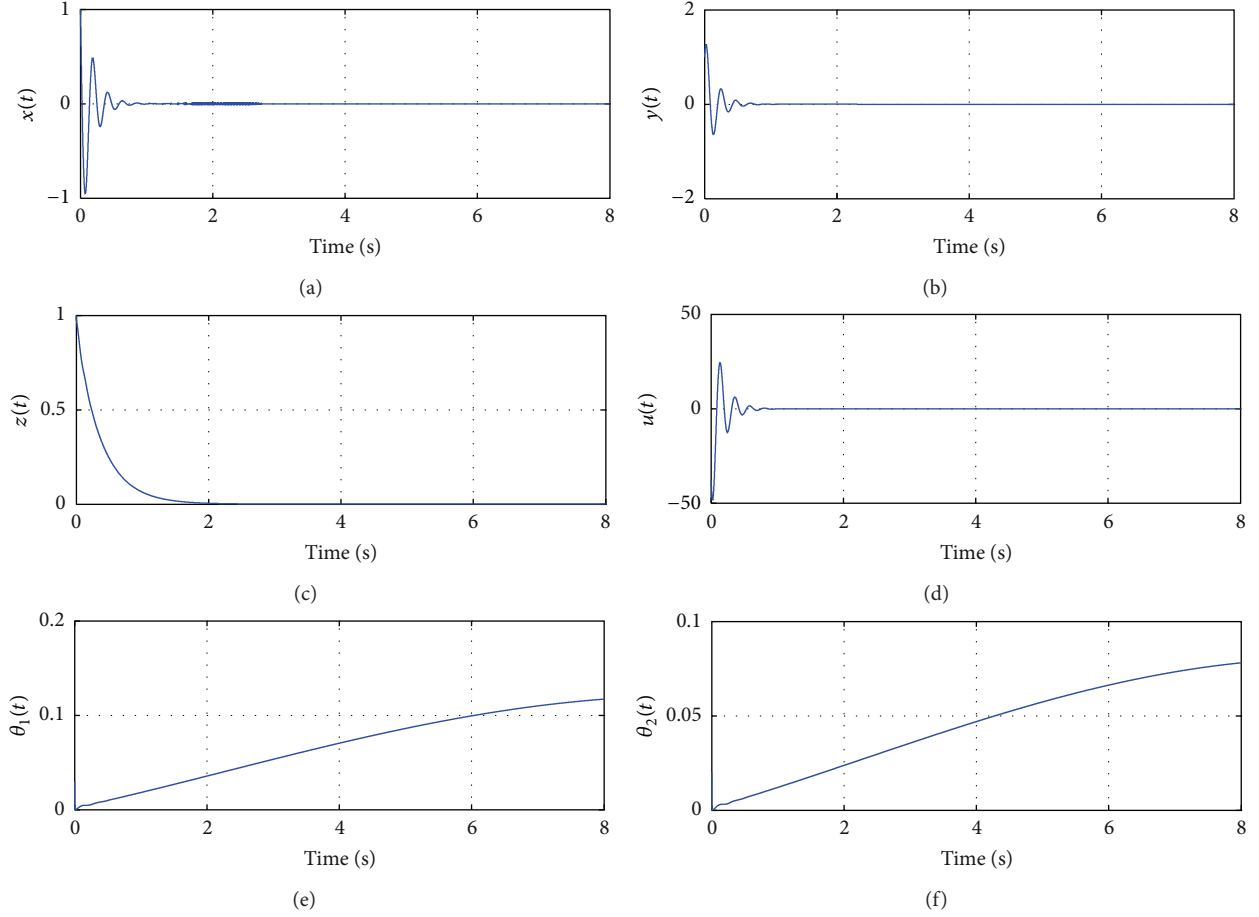 1
0
−1
x(t)
0 2 4 6 8
Time (s)
(a)
2
0
−2
y(t)
0 2 4 6 8
Time (s)
(b)
1
0.5
0
z(t)
0 2 4 6 8
Time (s)
(c)
50
0
−50
u(t)
0 2 4 6 8
Time (s)
(d)
0.2
0.1
0
θ₁(t)
0 2 4 6 8
Time (s)
(e)
0.1
0.05
0
θ₂(t)
0 2 4 6 8
Time (s)
(f)